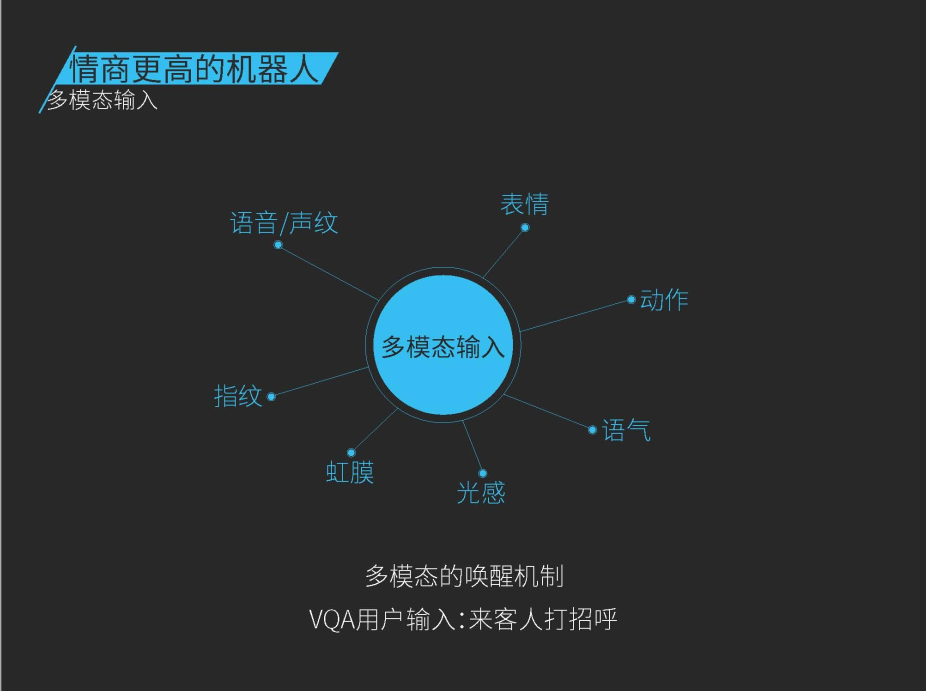 情商更高的机器人
多模态输入
表情
语音/声纹
动作
多模态输入
指纹
语气
虹膜
光感
多模态的唤醒机制
VQA用户输入：来客人打招呼